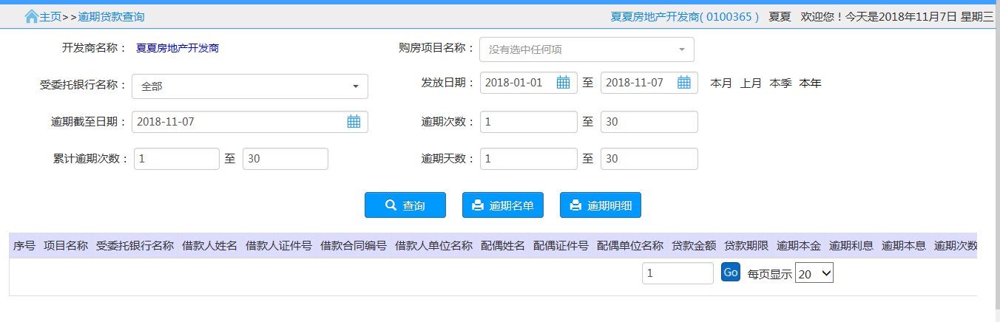 主页>>逾期贷款查询 夏夏房地产开发商( 0100365 ) 夏夏 欢迎您！今天是2018年11月7日 星期三
开发商名称： 夏夏房地产开发商 购房项目名称： 没有选中任何项
受委托银行名称： 全部 发放日期： 2018-01-01 至 2018-11-07 本月 上月 本季 本年
逾期截至日期： 2018-11-07 逾期次数： 1 至 30
累计逾期次数： 1 至 30 逾期天数： 1 至 30
查询 逾期名单 逾期明细
序号 项目名称 受委托银行名称 借款人姓名 借款人证件号 借款合同编号 借款人单位名称 配偶姓名 配偶证件号 配偶单位名称 贷款金额 贷款期限 逾期本金 逾期利息 逾期本息 逾期次数
1 Go 每页显示 20